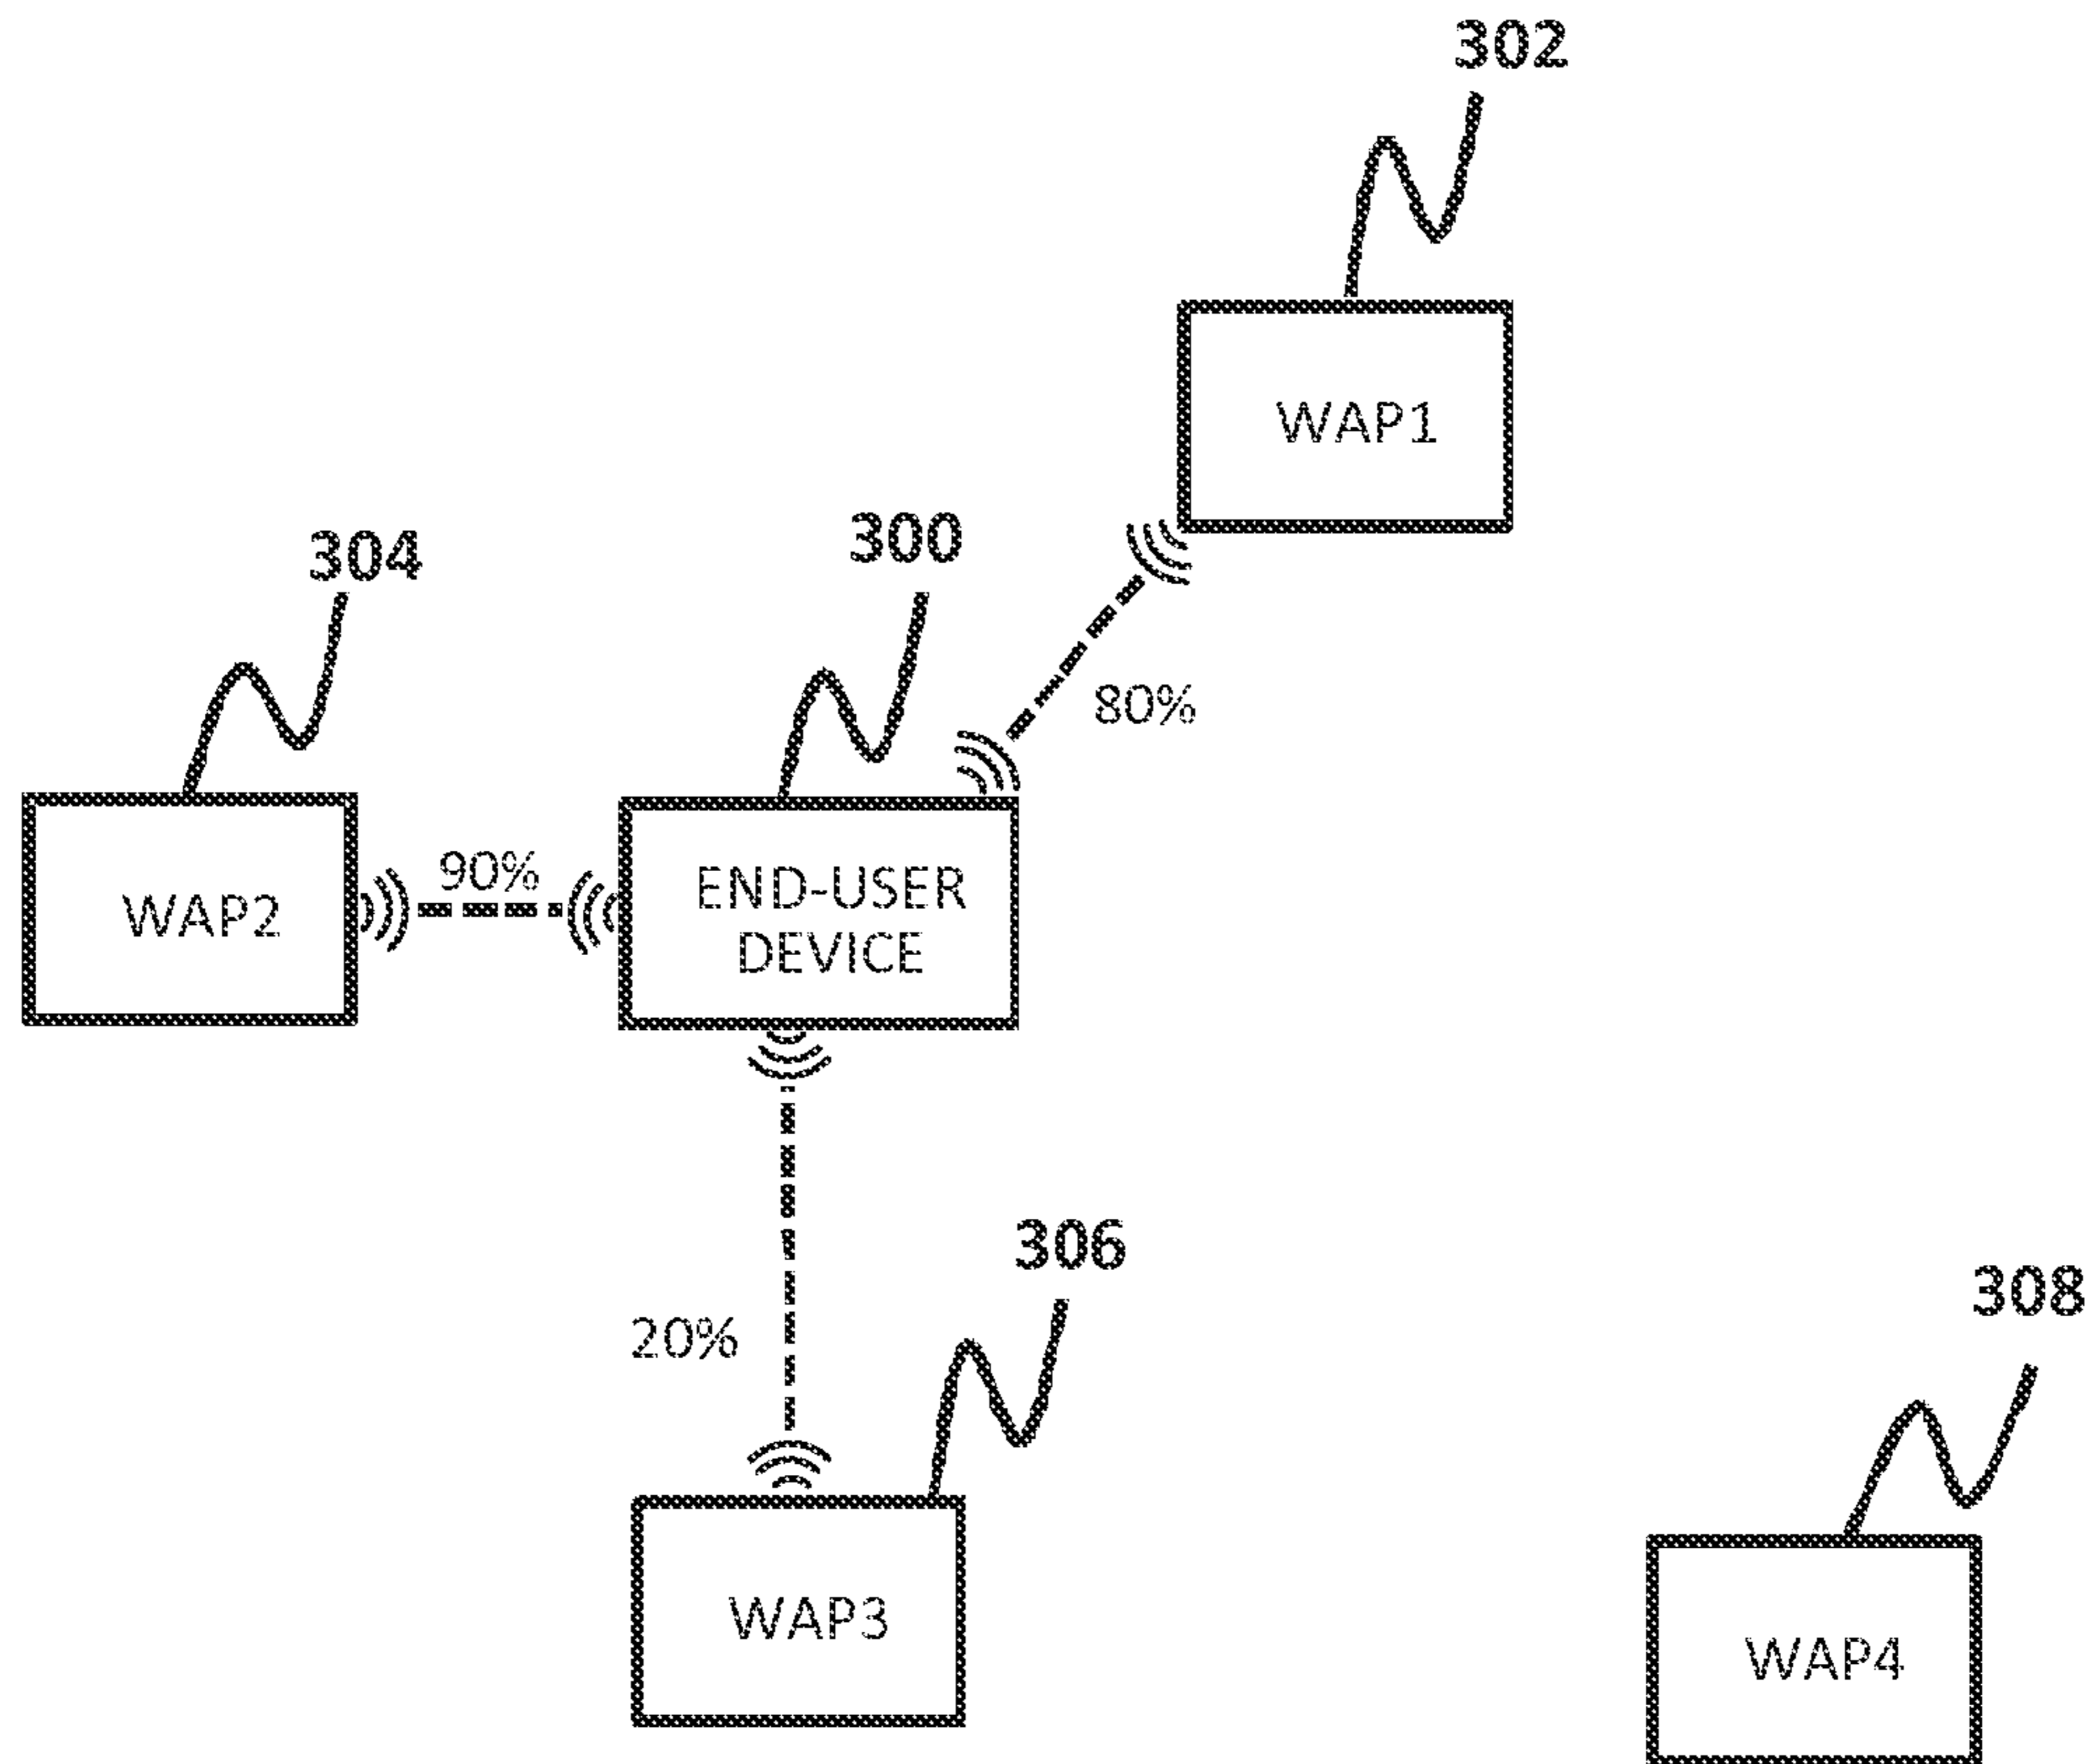 302
WAP1
300
304
80%
90%
END-USER
DEVICE
WAP2
306
308
20%
WAP3
WAP4